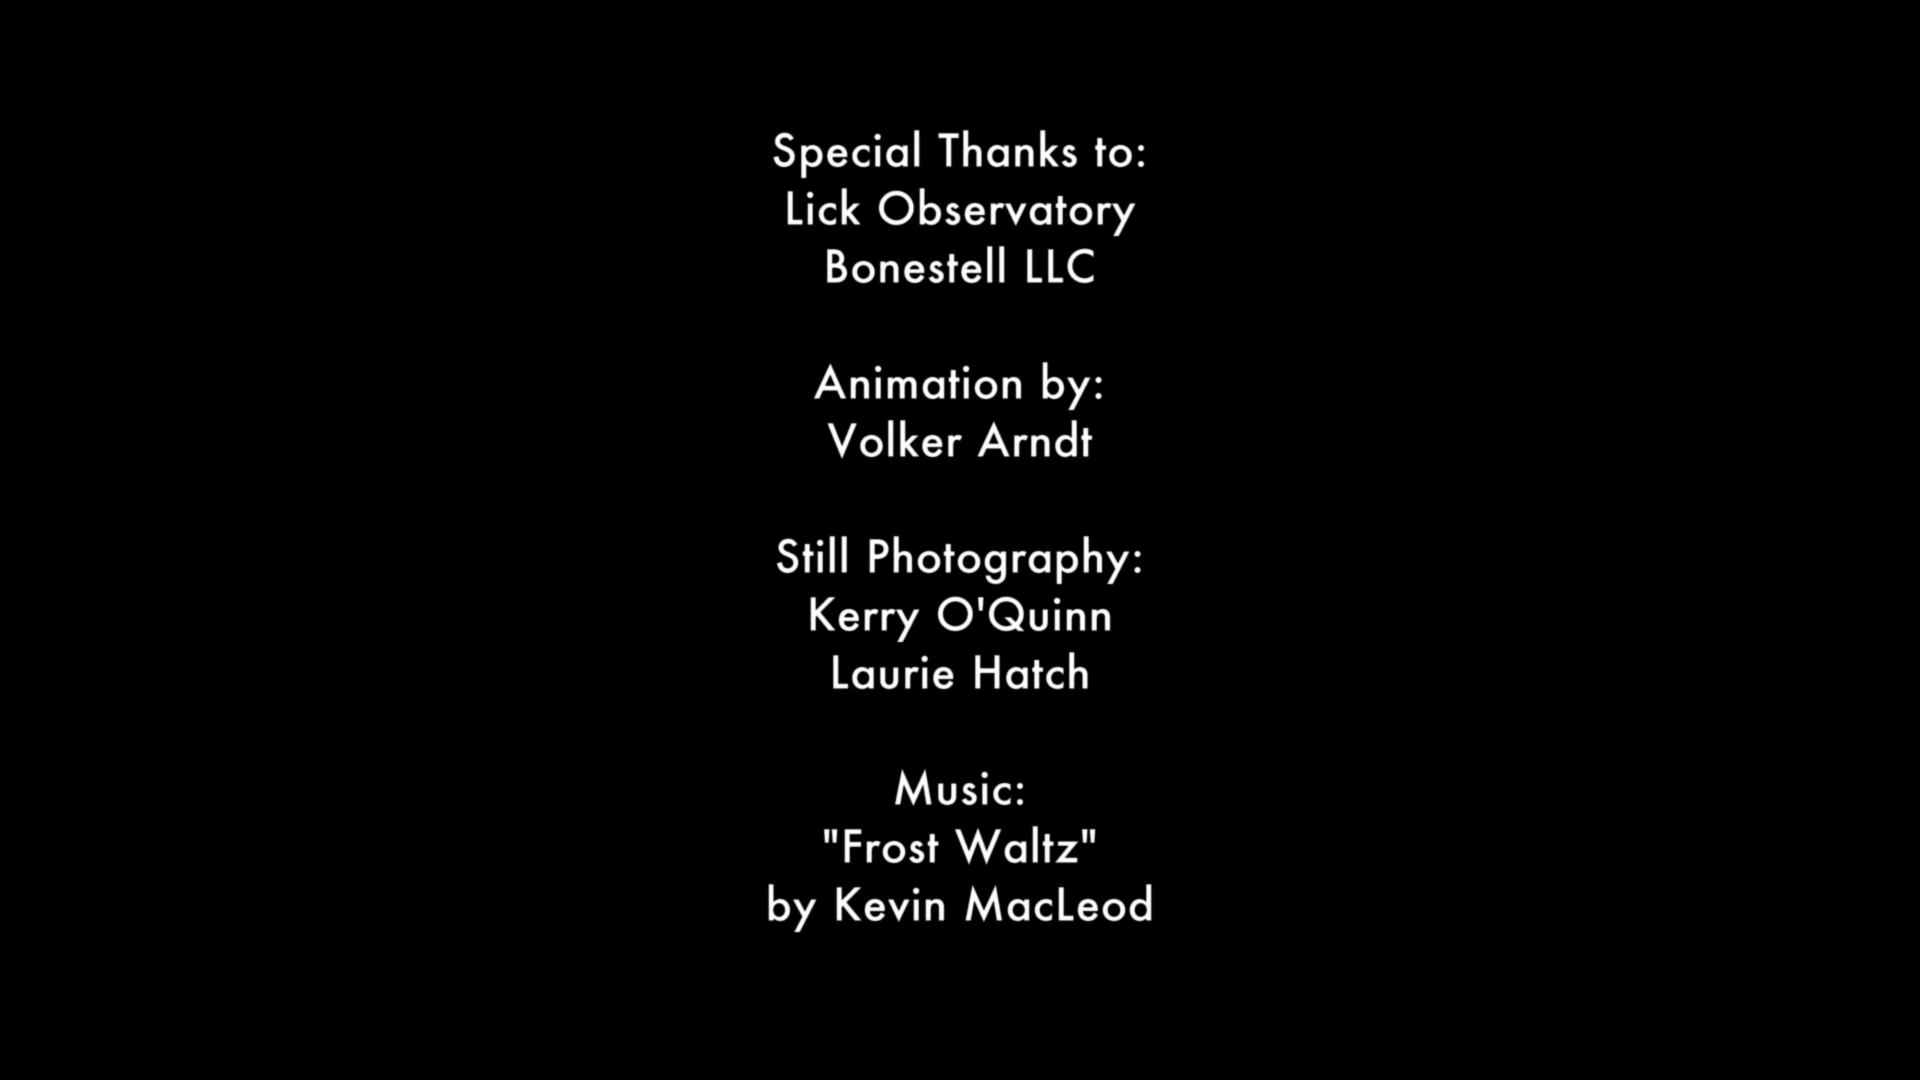 Special Thanks to:
Lick Observatory
Bonestell LLC
Animation by:
Volker Arndt
Still Photography:
Kerry O'Quinn
Laurie Hatch
Music:
"Frost Waltz"
by Kevin MacLeod